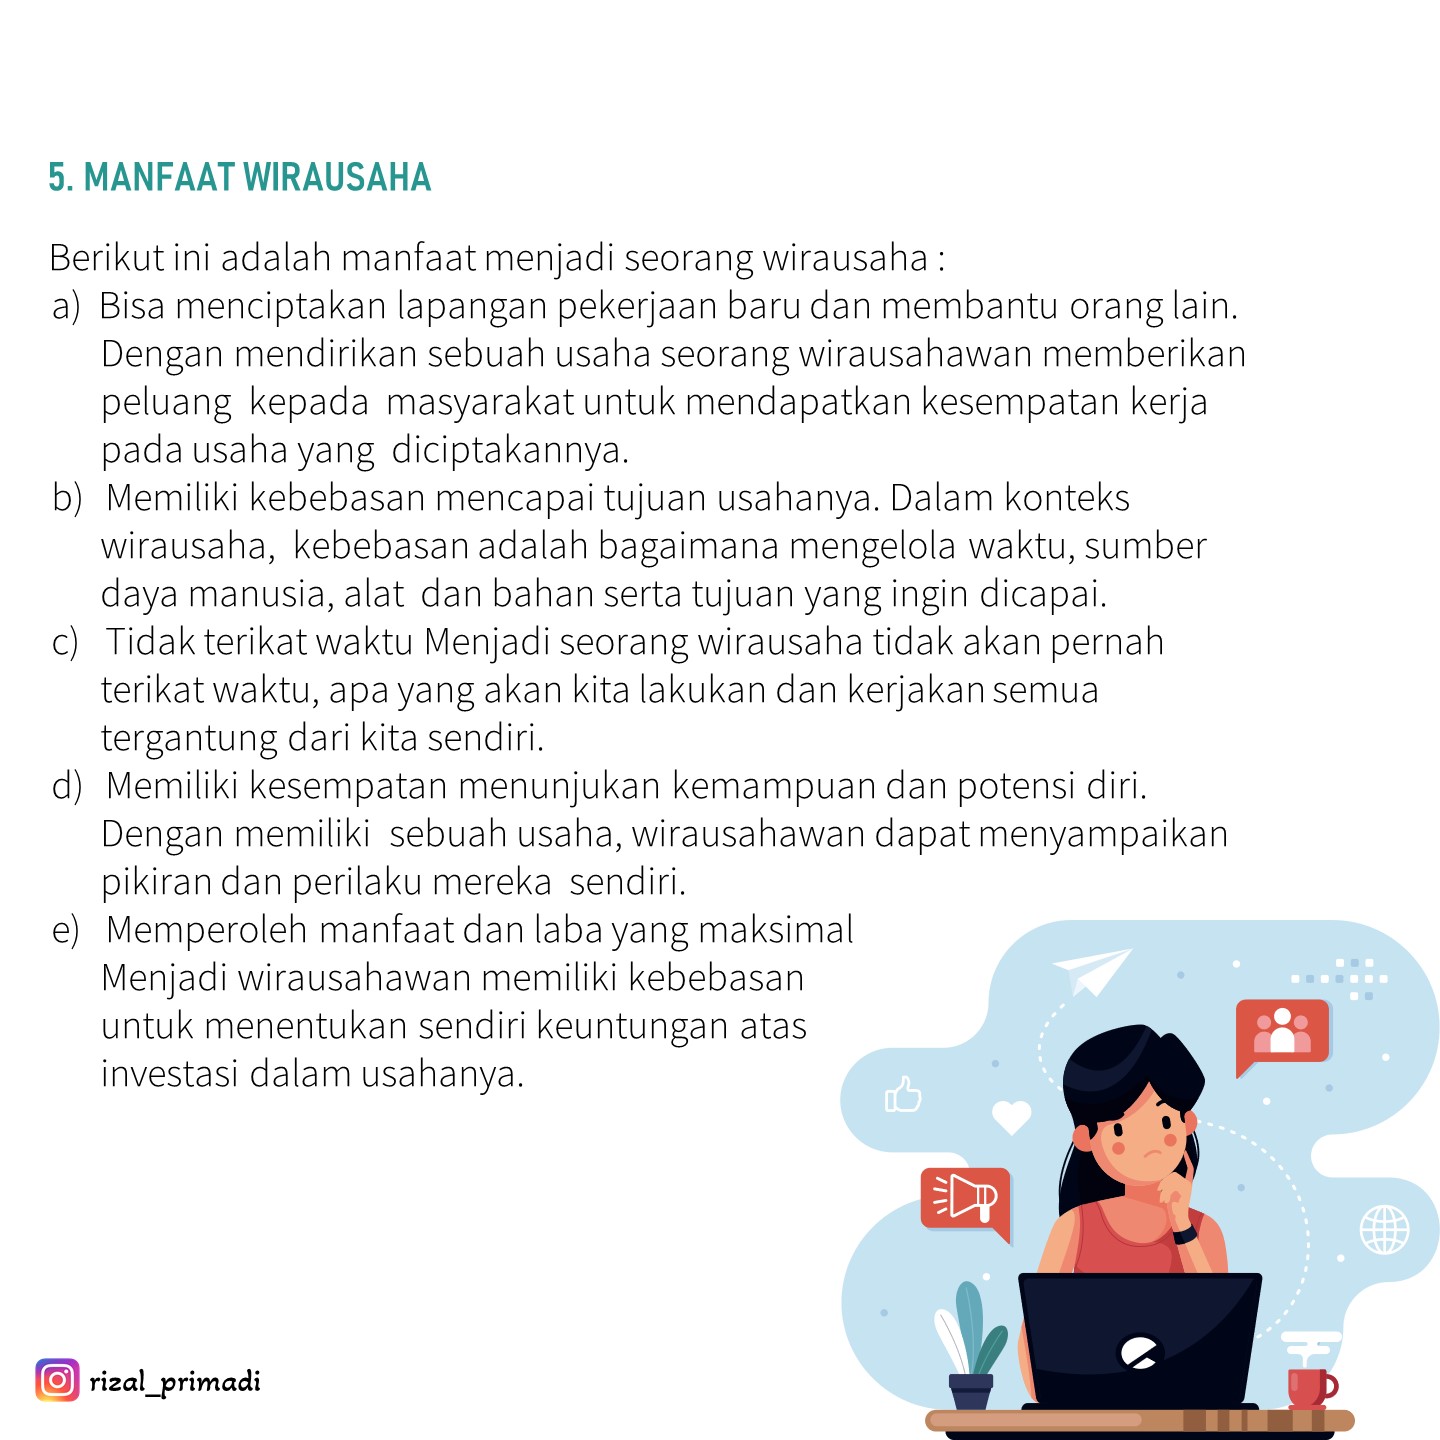 5. MANFAAT WIRAUSAHA
Berikut ini adalah manfaat menjadi seorang wirausaha :
a) Bisa menciptakan lapangan pekerjaan baru dan membantu orang lain.
Dengan mendirikan sebuah usaha seorang wirausahawan memberikan
peluang kepada masyarakat untuk mendapatkan kesempatan kerja
pada usaha yang diciptakannya.
b) Memiliki kebebasan mencapai tujuan usahanya. Dalam konteks
wirausaha, kebebasan adalah bagaimana mengelola waktu, sumber
daya manusia, alat dan bahan serta tujuan yang ingin dicapai.
c) Tidak terikat waktu Menjadi seorang wirausaha tidak akan pernah
terikat waktu, apa yang akan kita lakukan dan kerjakan semua
tergantung dari kita sendiri.
d) Memiliki kesempatan menunjukan kemampuan dan potensi diri.
Dengan memiliki sebuah usaha, wirausahawan dapat menyampaikan
pikiran dan perilaku mereka sendiri.
e) Memperoleh manfaat dan laba yang maksimal
Menjadi wirausahawan memiliki kebebasan
untuk menentukan sendiri keuntungan atas
investasi dalam usahanya.
rizal_primadi